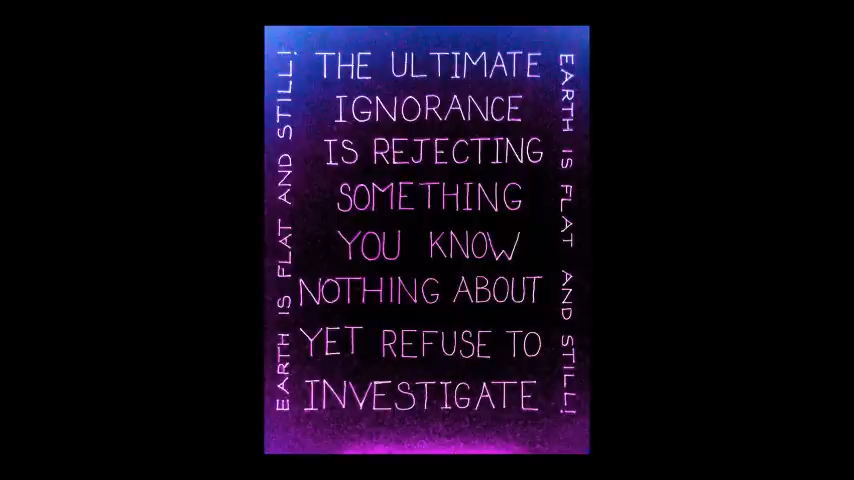 EARTH IS FLAT AND STILL!
THE ULTIMATE
IGNORANCE
IS REJECTING
SOMETHING
YOU KNOW
NOTHING ABOUT
YET REFUSE TO
INVESTIGATE
EARTH IS FLAT AND STILL!